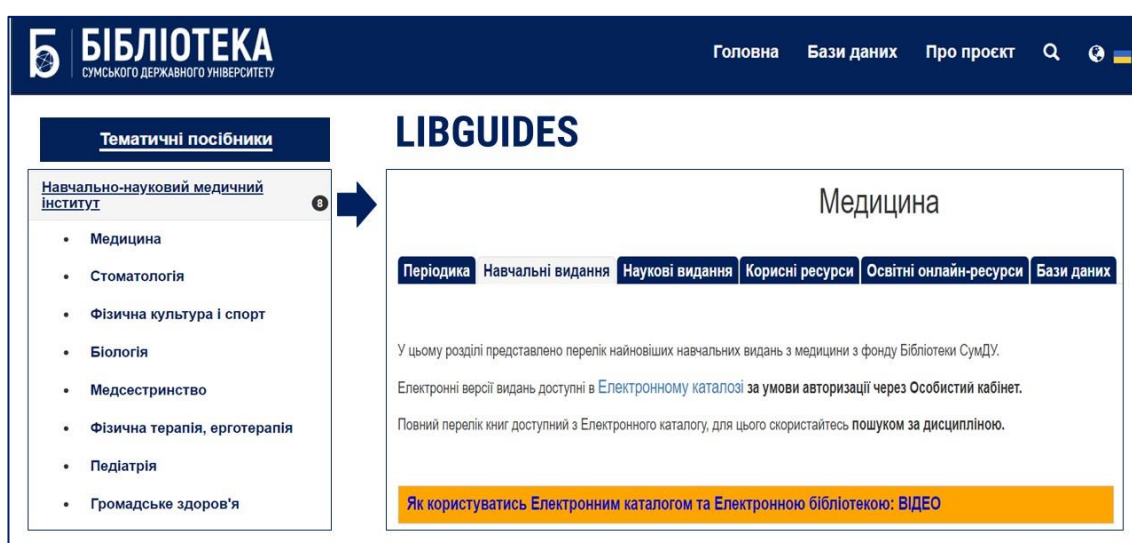 БІБЛІОТЕКА
СУМСЬКОГО ДЕРЖАВНОГО УНІВЕРСИТЕТУ
Головна Бази даних Про проєкт
Тематичні посібники
LIBGUIDES
Навчально-науковий медичний
інститут 8
Медицина
Стоматологія
Фізична культура і спорт
Біологія
Медсестринство
Фізична терапія, ерготерапія
Педіатрія
Громадське здоров'я
Медицина
Періодика Навчальні видання Наукові видання Корисні ресурси Освітні онлайн-ресурси Бази даних
У цьому розділі представлено перелік найновіших навчальних видань з медицини з фонду Бібліотеки СумДУ.
Електронні версії видань доступні в Електронному каталозі за умови авторизації через Особистий кабінет.
Повний перелік книг доступний з Електронного каталогу, для цього скористайтесь пошуком за дисципліною.
Як користуватись Електронним каталогом та Електронною бібліотекою: ВІДЕО